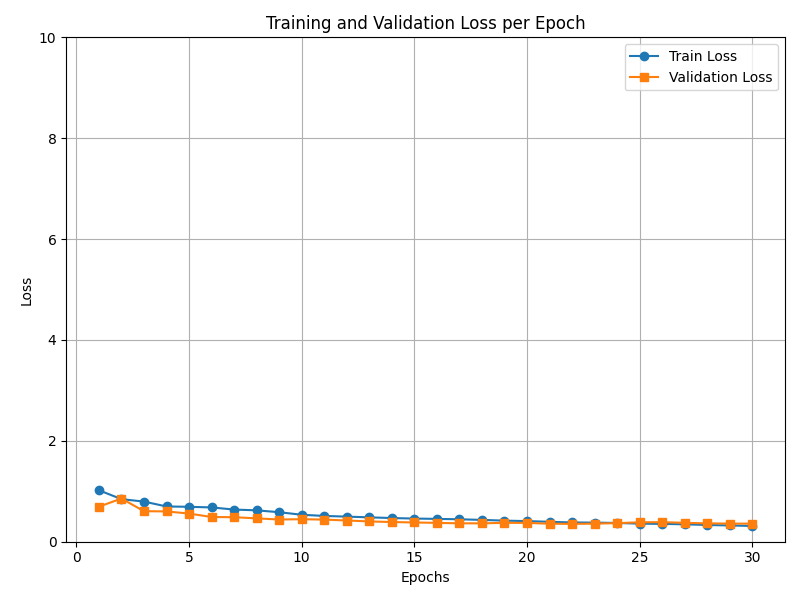 Training and Validation Loss per Epoch
Train Loss
Validation Loss
Loss
10
8
6
4
2
0
0 5 10 15 20 25 30
Epochs